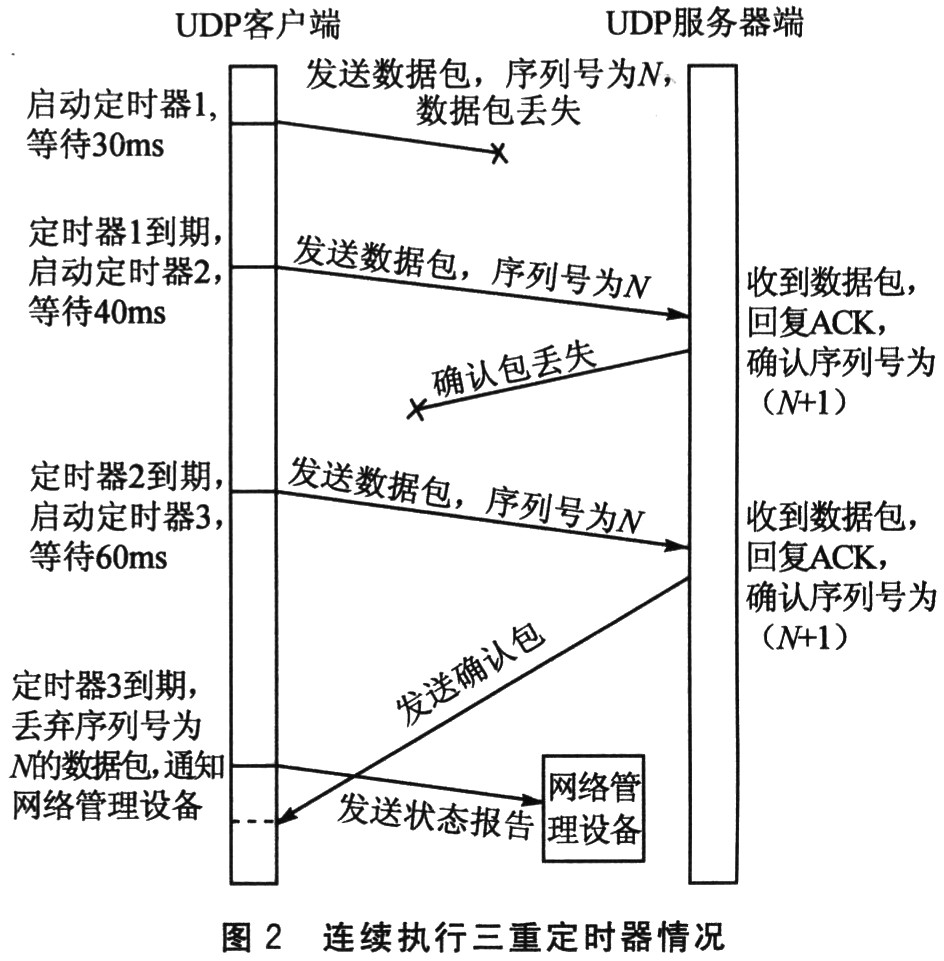 UDP客户端
UDP服务器端
发送数据包，序列号为N，
数据包丢失
启动定时器1，
等待30ms
定时器1到期，
启动定时器2，
等待40ms
发送数据包，序列号为N
收到数据包，
回复ACK，
确认序列号为
（N+1）
确认包丢失
定时器2到期，
启动定时器3，
等待60ms
发送数据包，序列号为N
收到数据包，
回复ACK，
确认序列号为
（N+1）
发送确认包
定时器3到期，
丢弃序列号为
N的数据包，通知
网络管理设备
发送状态报告
网络管
理设备
图 2 连续执行三重定时器情况